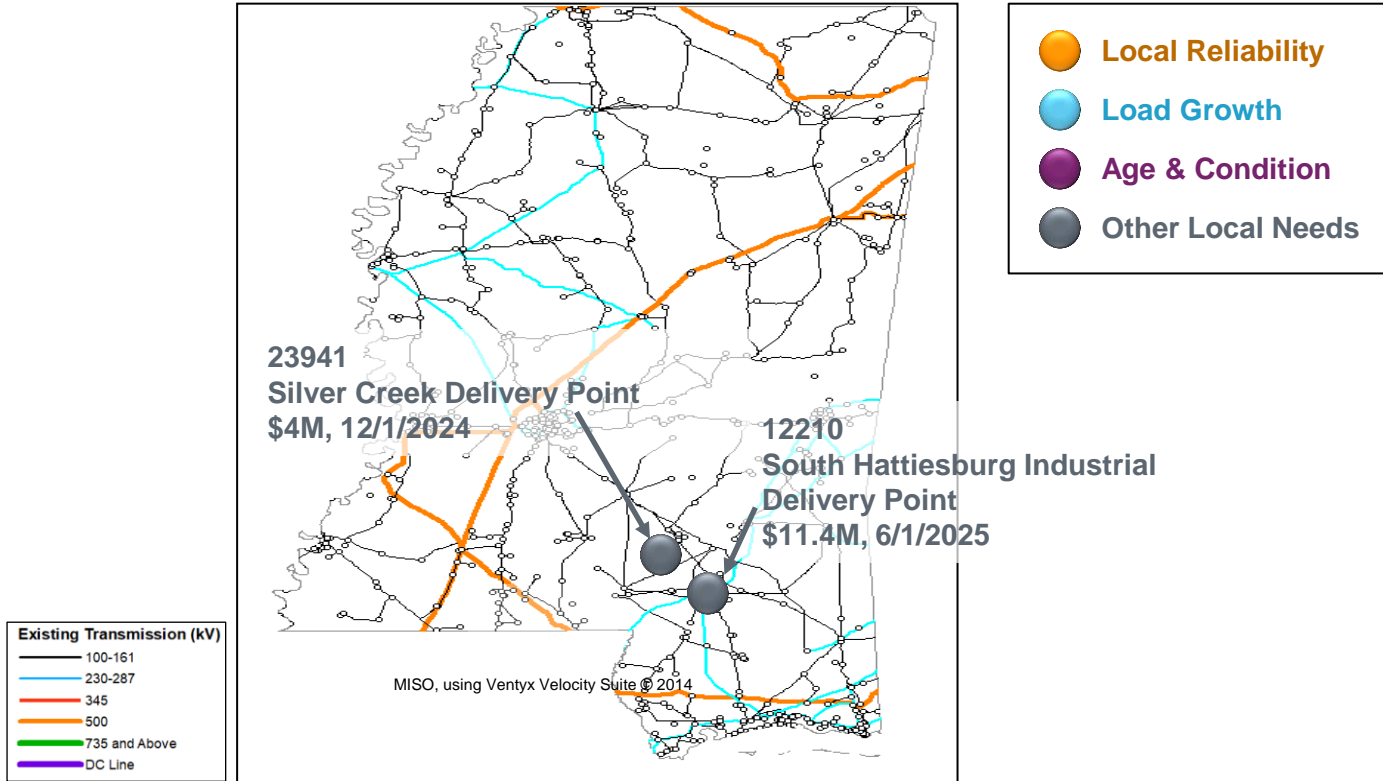 Local Reliability
Load Growth
Age & Condition
Other Local Needs
23941
Silver Creek Delivery Point
$4M, 12/1/2024
12210
South Hattiesburg Industrial
Delivery Point
$11.4M, 6/1/2025
Existing Transmission (kV)
100-161
230-287
345
500
735 and Above
DC Line
MISO, using Ventyx Velocity Suite © 2014